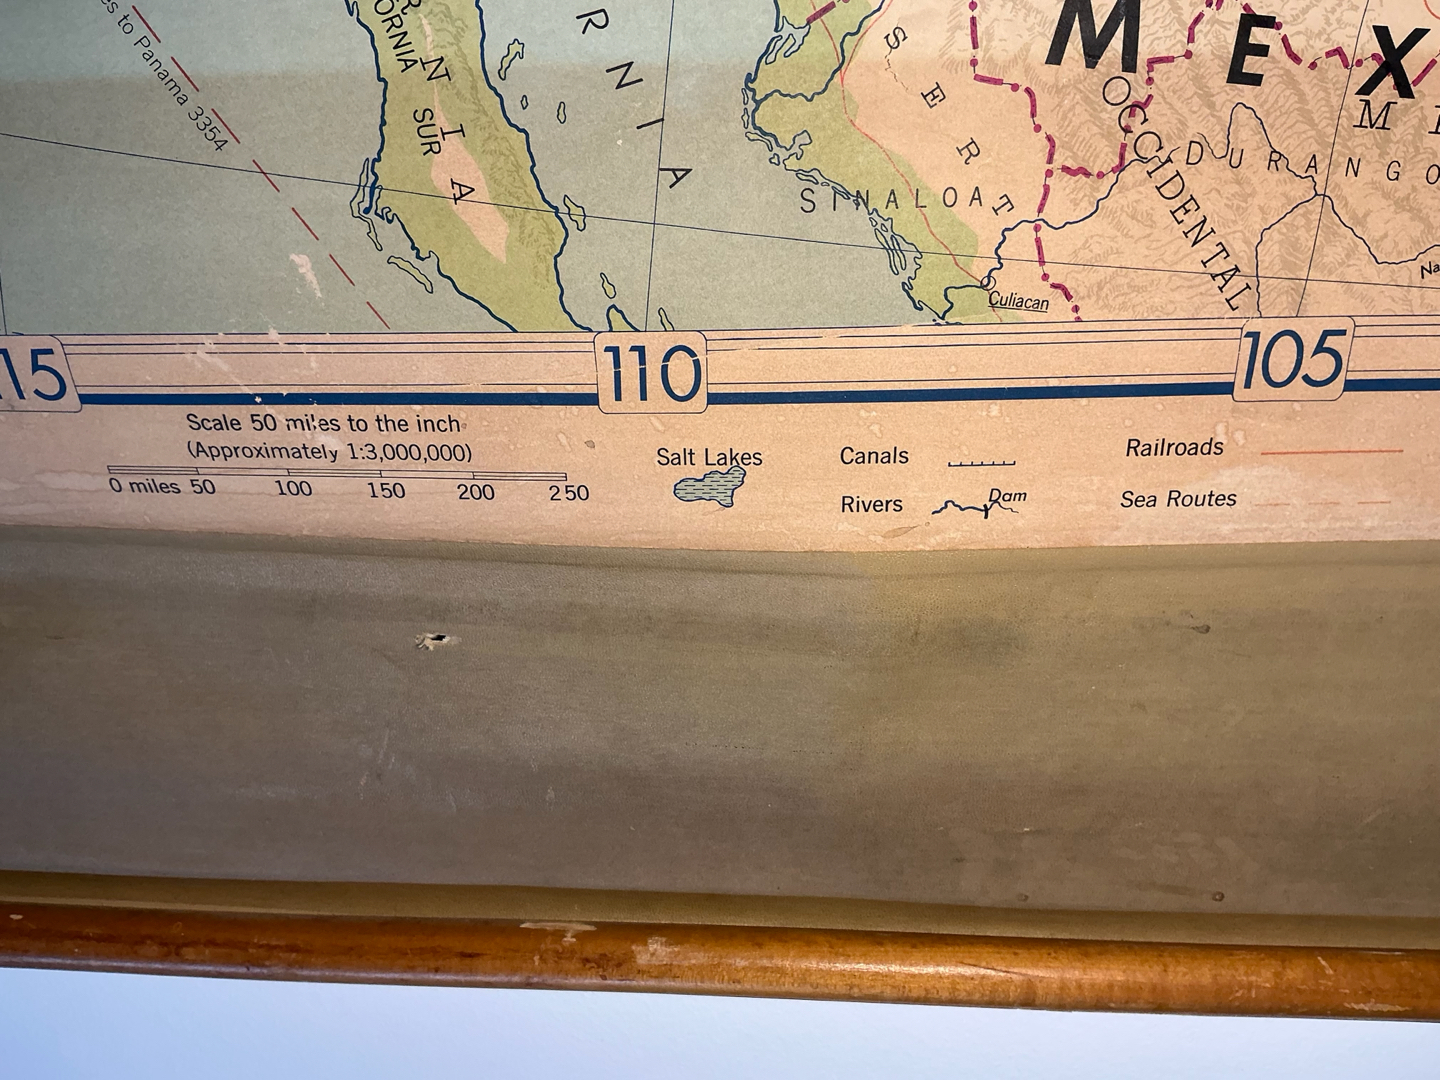 es to Panama 3354
R
ORNIA
N
I
SUR
A
R
N
I
A
S
E
R
T
MEX
M
OCCIDENTAL
DURANGO
SINALOA
Na
Culiacan
15
110
105
Scale 50 miles to the inch
(Approximately 1:3,000,000)
0 miles 50 100 150 200 250
Salt Lakes
Canals
Rivers
Dam
Railroads
Sea Routes